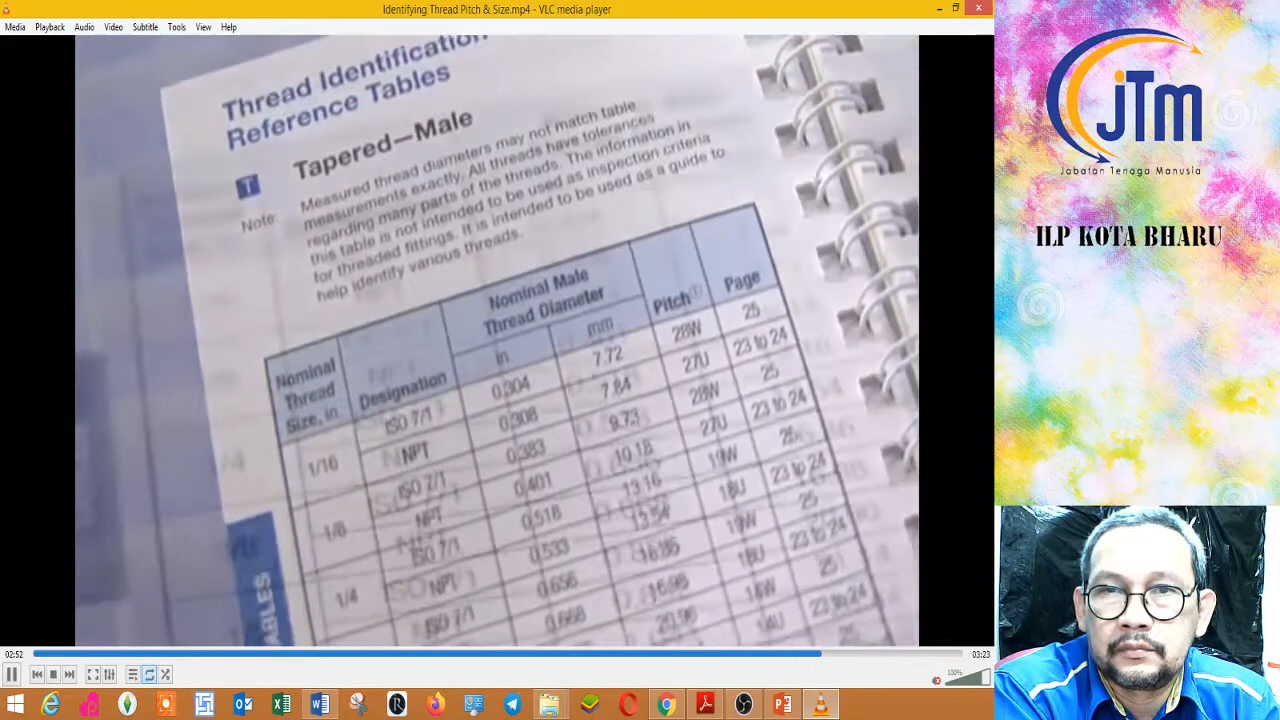 Identifying Thread Pitch & Size.mp4 - VLC media player
Media Playback Audio Video Subtitle Tools View Help
Thread Identification
Reference Tables
Tapered—Male
T
Note: Measured thread diameters may not match table
measurements exactly. All threads have tolerances
regarding many parts of the threads. The information in
this table is not intended to be used as inspection criteria
for threaded fittings. It is intended to be used as a guide to
help identify various threads.
Nominal Thread Size, in. Designation Nominal Male Thread Diameter in mm Pitch① Page
1/16 ISO 7/1 0.304 7.72 28W 25
NPT 0.308 7.84 27U 23 to 24
1/8 ISO 7/1 0.383 9.73 28W 25
NPT 0.401 10.18 27U 23 to 24
1/4 ISO 7/1 0.518 13.16 19W 25
NPT 0.533 13.54 18U 23 to 24
ISO 7/1 0.656 19W 25
0.668 16.96 18U 23 to 24
20.96 14W 25
14U 23 to 24
25
ABLES
02:52
03:23
100%
jTm
Jabatan Tenaga Manusia
ILP KOTA BHARU